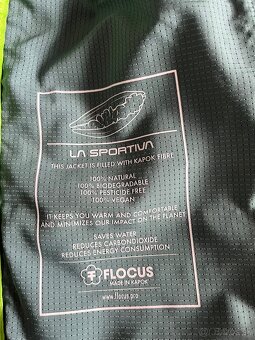 LA SPORTIVA
THIS JACKET IS FILLED WITH KAPOK FIBRE
100% NATURAL
100% BIODEGRADABLE
100% PESTICIDE FREE
100% VEGAN
IT KEEPS YOU WARM AND COMFORTABLE
AND MINIMIZES OUR IMPACT ON THE PLANET
SAVES WATER
REDUCES CARBONDIOXIDE
REDUCES ENERGY CONSUMPTION
FLOCUS
MADE IN KAPOK
www.flocus.pro